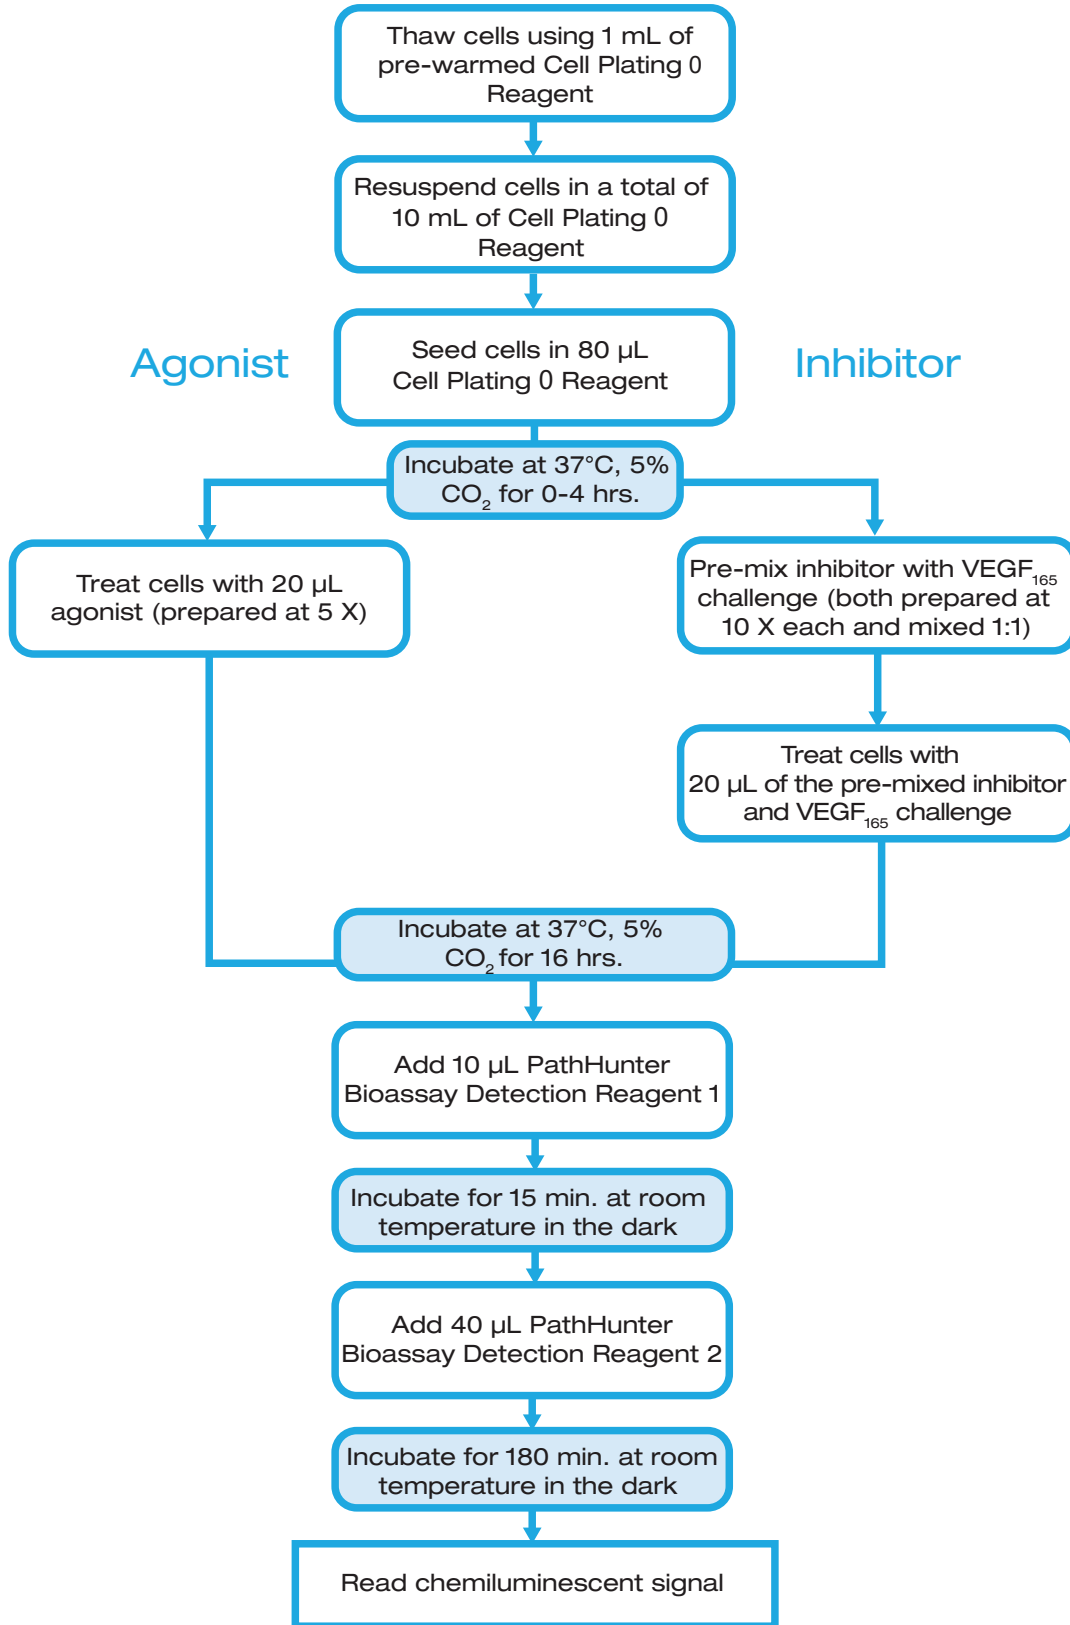 Thaw cells using 1 mL of
pre-warmed Cell Plating 0
Reagent
Resuspend cells in a total of
10 mL of Cell Plating 0
Reagent
Agonist
Seed cells in 80 µL
Cell Plating 0 Reagent
Inhibitor
Incubate at 37°C, 5%
CO₂ for 0-4 hrs.
Treat cells with 20 µL
agonist (prepared at 5 X)
Pre-mix inhibitor with VEGF₁₆₅
challenge (both prepared at
10 X each and mixed 1:1)
Treat cells with
20 µL of the pre-mixed inhibitor
and VEGF₁₆₅ challenge
Incubate at 37°C, 5%
CO₂ for 16 hrs.
Add 10 µL PathHunter
Bioassay Detection Reagent 1
Incubate for 15 min. at room
temperature in the dark
Add 40 µL PathHunter
Bioassay Detection Reagent 2
Incubate for 180 min. at room
temperature in the dark
Read chemiluminescent signal